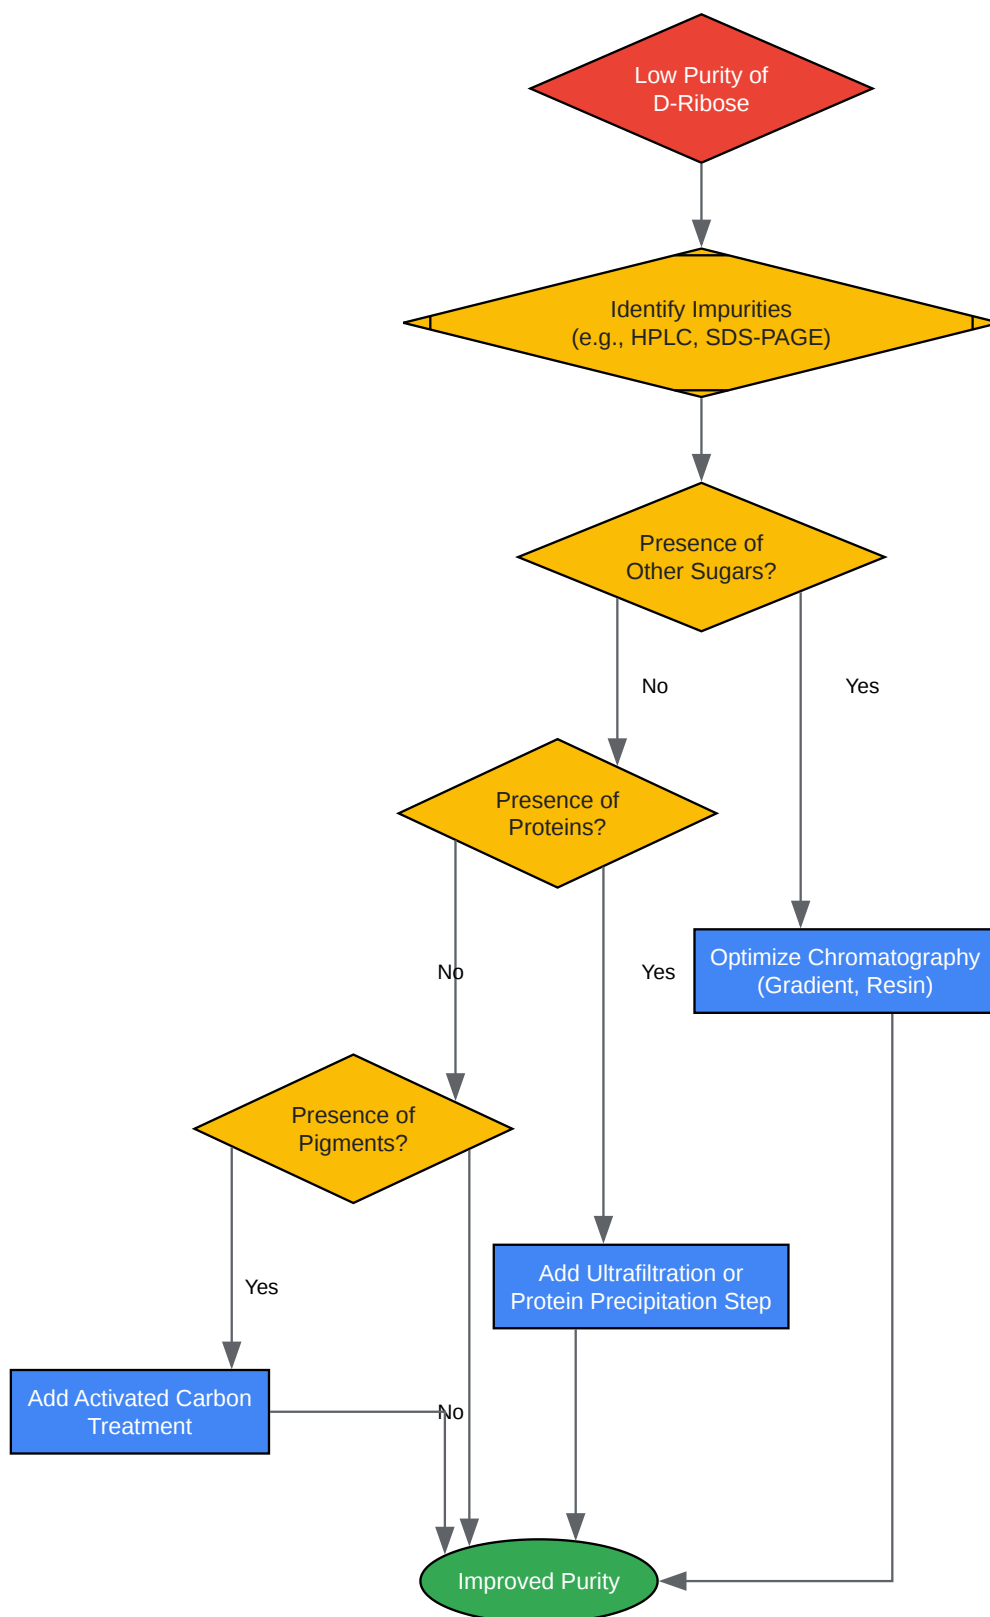 Low Purity of
D-Ribose
Identify Impurities
(e.g., HPLC, SDS-PAGE)
Presence of
Other Sugars?
No
Yes
Presence of
Proteins?
No
Yes
Optimize Chromatography
(Gradient, Resin)
Presence of
Pigments?
Yes
Add Ultrafiltration or
Protein Precipitation Step
Add Activated Carbon
Treatment
No
Improved Purity